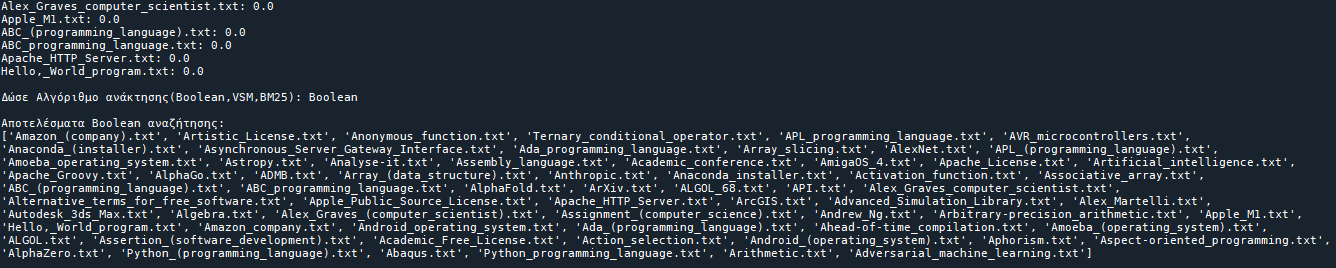 Alex_Graves_computer_scientist.txt: 0.0
Apple_M1.txt: 0.0
ABC_(programming_language).txt: 0.0
ABC_programming_language.txt: 0.0
Apache_HTTP_Server.txt: 0.0
Hello,_World_program.txt: 0.0
Δώσε Αλγόριθμο ανάκτησης(Boolean,VSM,BM25): Boolean
Αποτελέσματα Boolean αναζήτησης:
['Amazon_(company).txt', 'Artistic_License.txt', 'Anonymous_function.txt', 'Ternary_conditional_operator.txt', 'APL_programming_language.txt', 'AVR_microcontrollers.txt',
'Anaconda_(installer).txt', 'Asynchronous_Server_Gateway_Interface.txt', 'Ada_programming_language.txt', 'Array_slicing.txt', 'AlexNet.txt', 'APL_(programming_language).txt',
'Amoeba_operating_system.txt', 'Astropy.txt', 'Analyse-it.txt', 'Assembly_language.txt', 'Academic_conference.txt', 'AmigaOS_4.txt', 'Apache_License.txt', 'Artificial_intelligence.txt',
'Apache_Groovy.txt', 'AlphaGo.txt', 'ADMB.txt', 'Array_(data_structure).txt', 'Anthropic.txt', 'Anaconda_installer.txt', 'Activation_function.txt', 'Associative_array.txt',
'ABC_(programming_language).txt', 'ABC_programming_language.txt', 'AlphaFold.txt', 'ArXiv.txt', 'ALGOL_68.txt', 'API.txt', 'Alex_Graves_computer_scientist.txt',
'Alternative_terms_for_free_software.txt', 'Apple_Public_Source_License.txt', 'Apache_HTTP_Server.txt', 'ArcGIS.txt', 'Advanced_Simulation_Library.txt', 'Alex_Martelli.txt',
'Autodesk_3ds_Max.txt', 'Algebra.txt', 'Alex_Graves_(computer_scientist).txt', 'Assignment_(computer_science).txt', 'Andrew_Ng.txt', 'Arbitrary-precision_arithmetic.txt', 'Apple_M1.txt',
'Hello,_World_program.txt', 'Amazon_company.txt', 'Android_operating_system.txt', 'Ada_(programming_language).txt', 'Ahead-of-time_compilation.txt', 'Amoeba_(operating_system).txt',
'ALGOL.txt', 'Assertion_(software_development).txt', 'Academic_Free_License.txt', 'Action_selection.txt', 'Android_(operating_system).txt', 'Aphorism.txt', 'Aspect-oriented_programming.txt',
'AlphaZero.txt', 'Python_(programming_language).txt', 'Abaqus.txt', 'Python_programming_language.txt', 'Arithmetic.txt', 'Adversarial_machine_learning.txt']